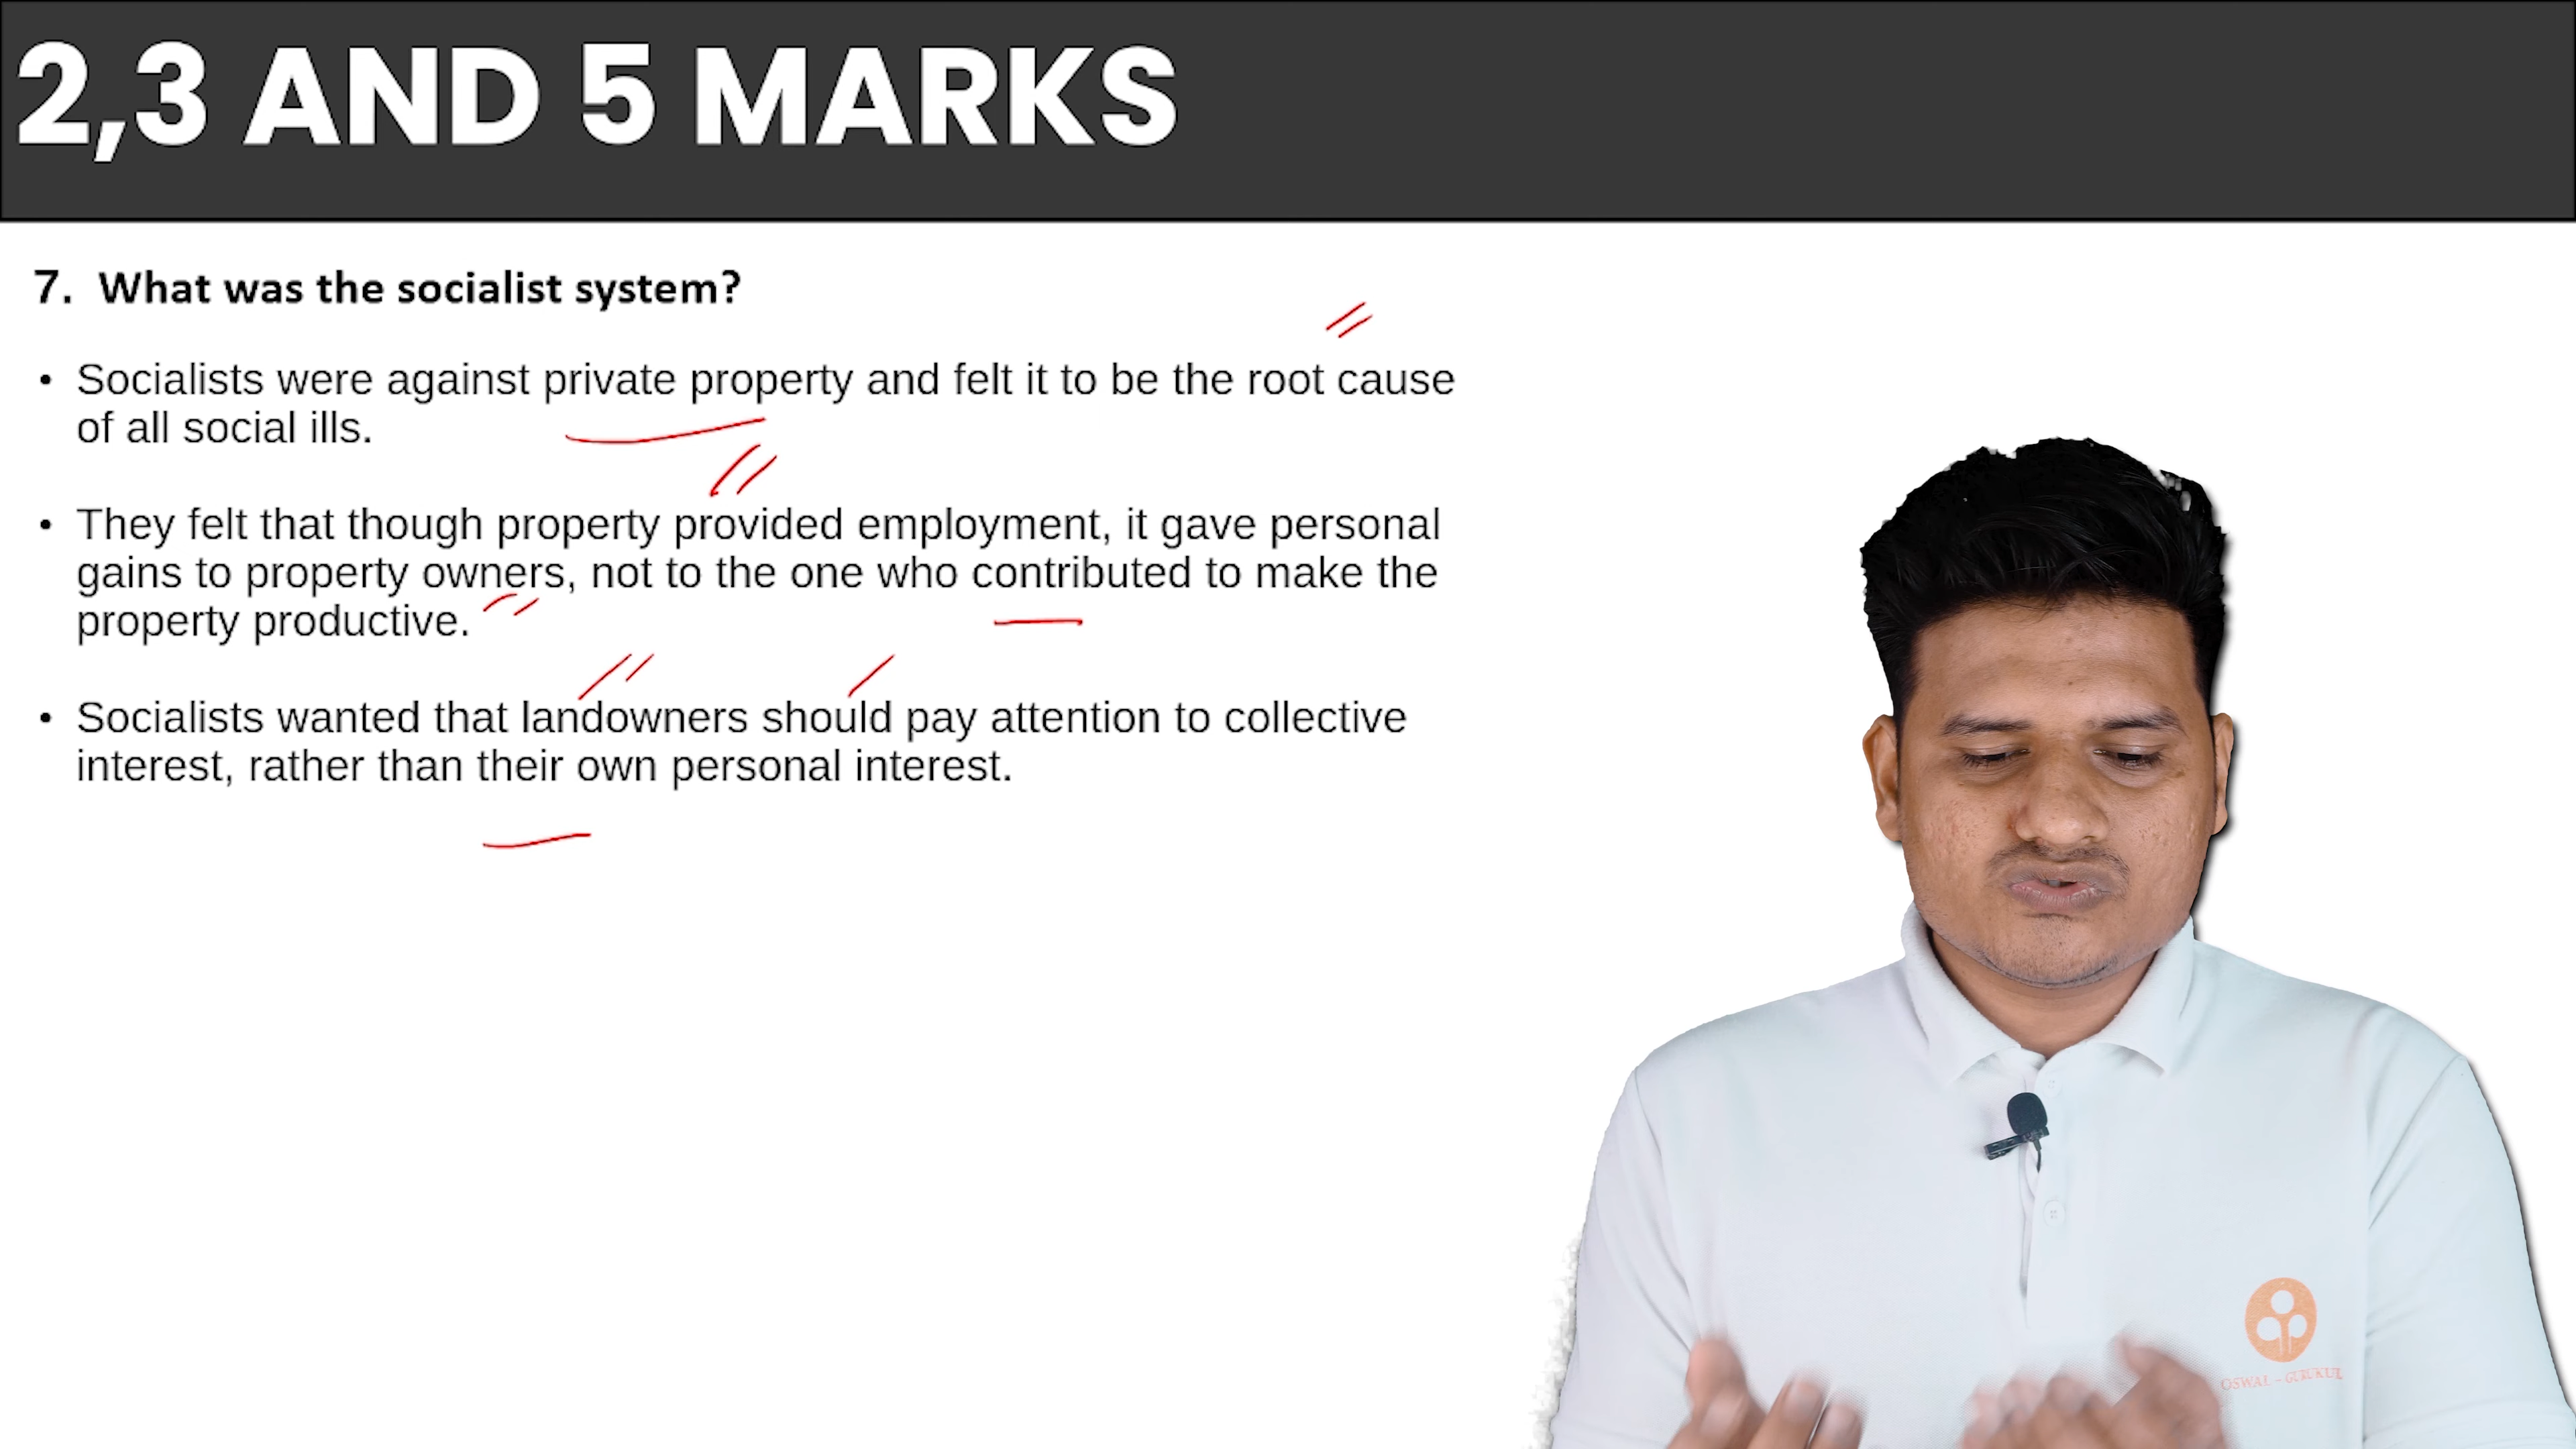 2,3 AND 5 MARKS
7. What was the socialist system?
• Socialists were against private property and felt it to be the root cause
of all social ills.
• They felt that though property provided employment, it gave personal
gains to property owners, not to the one who contributed to make the
property productive.
• Socialists wanted that landowners should pay attention to collective
interest, rather than their own personal interest.
OSWAL - GURUKUL